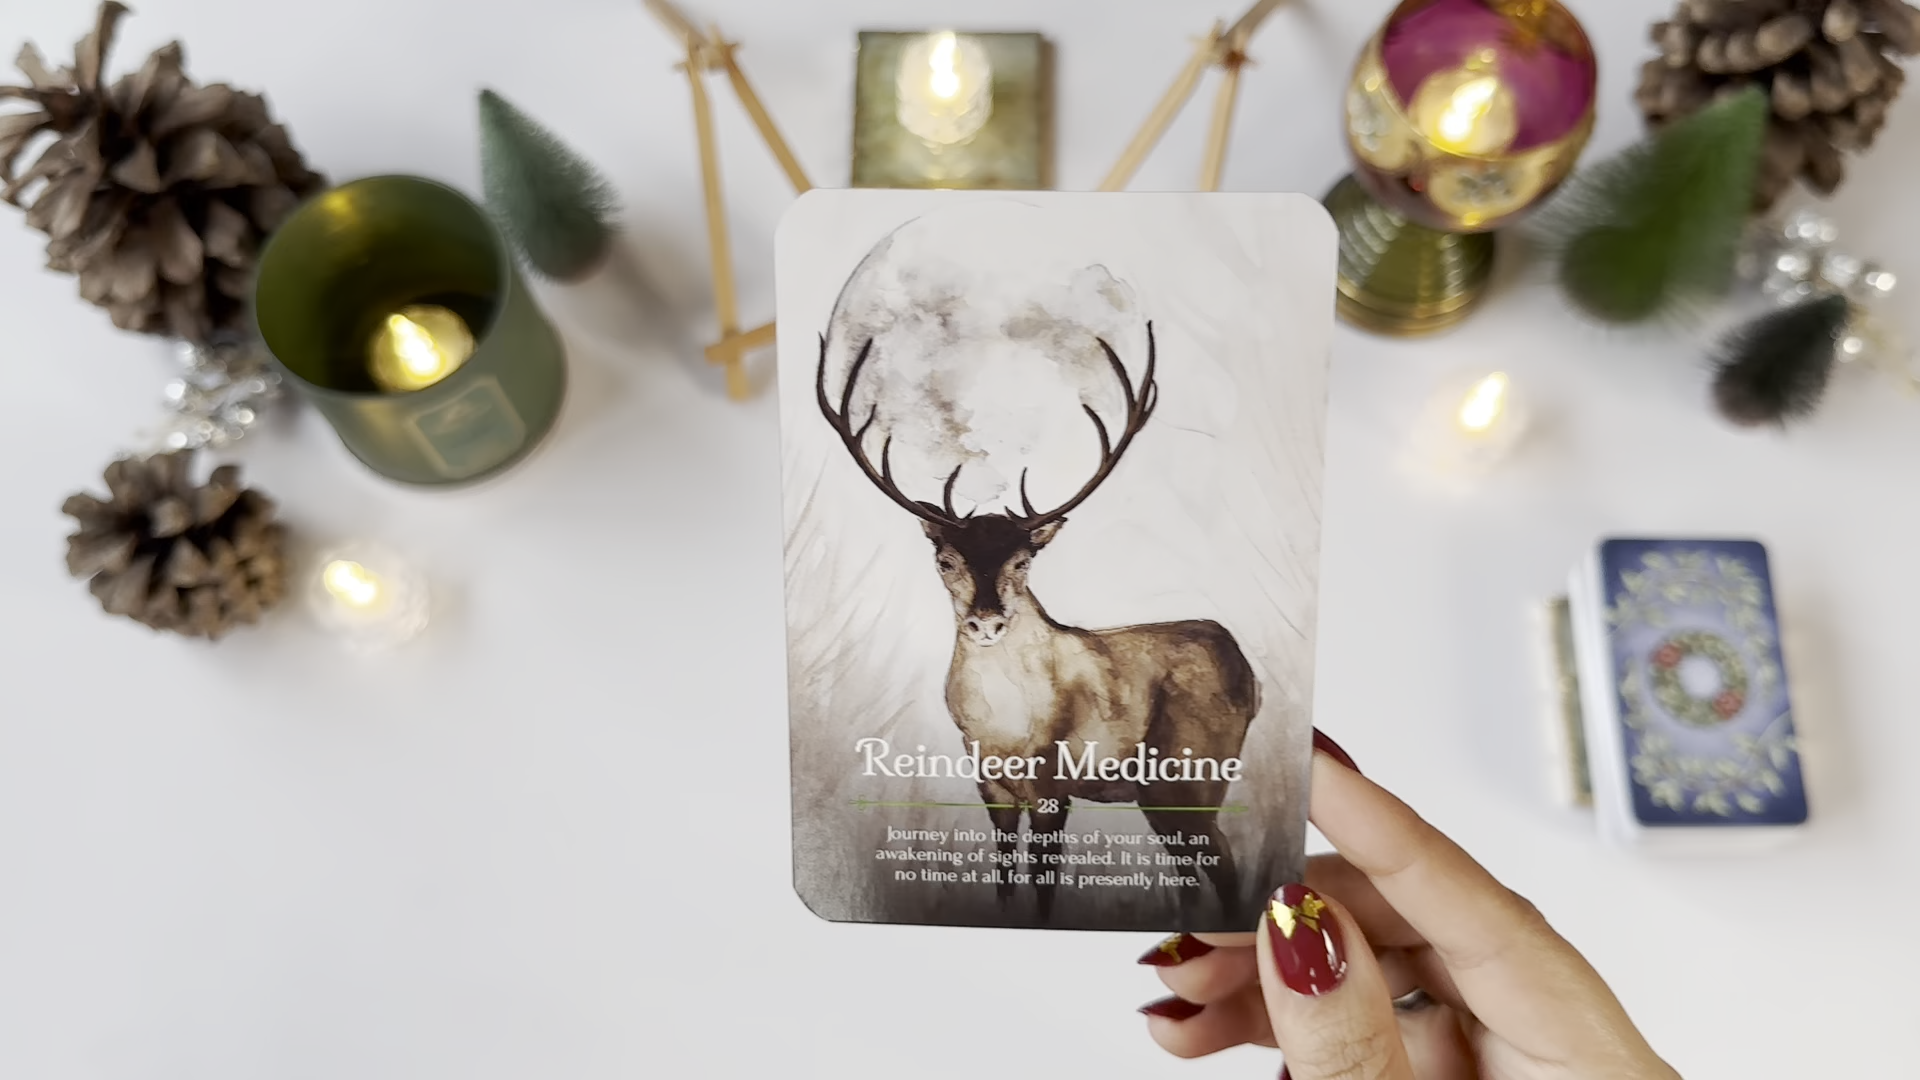 Reindeer Medicine
28
Journey into the depths of your soul, an
awakening of sights revealed. It is time for
no time at all, for all is presently here.